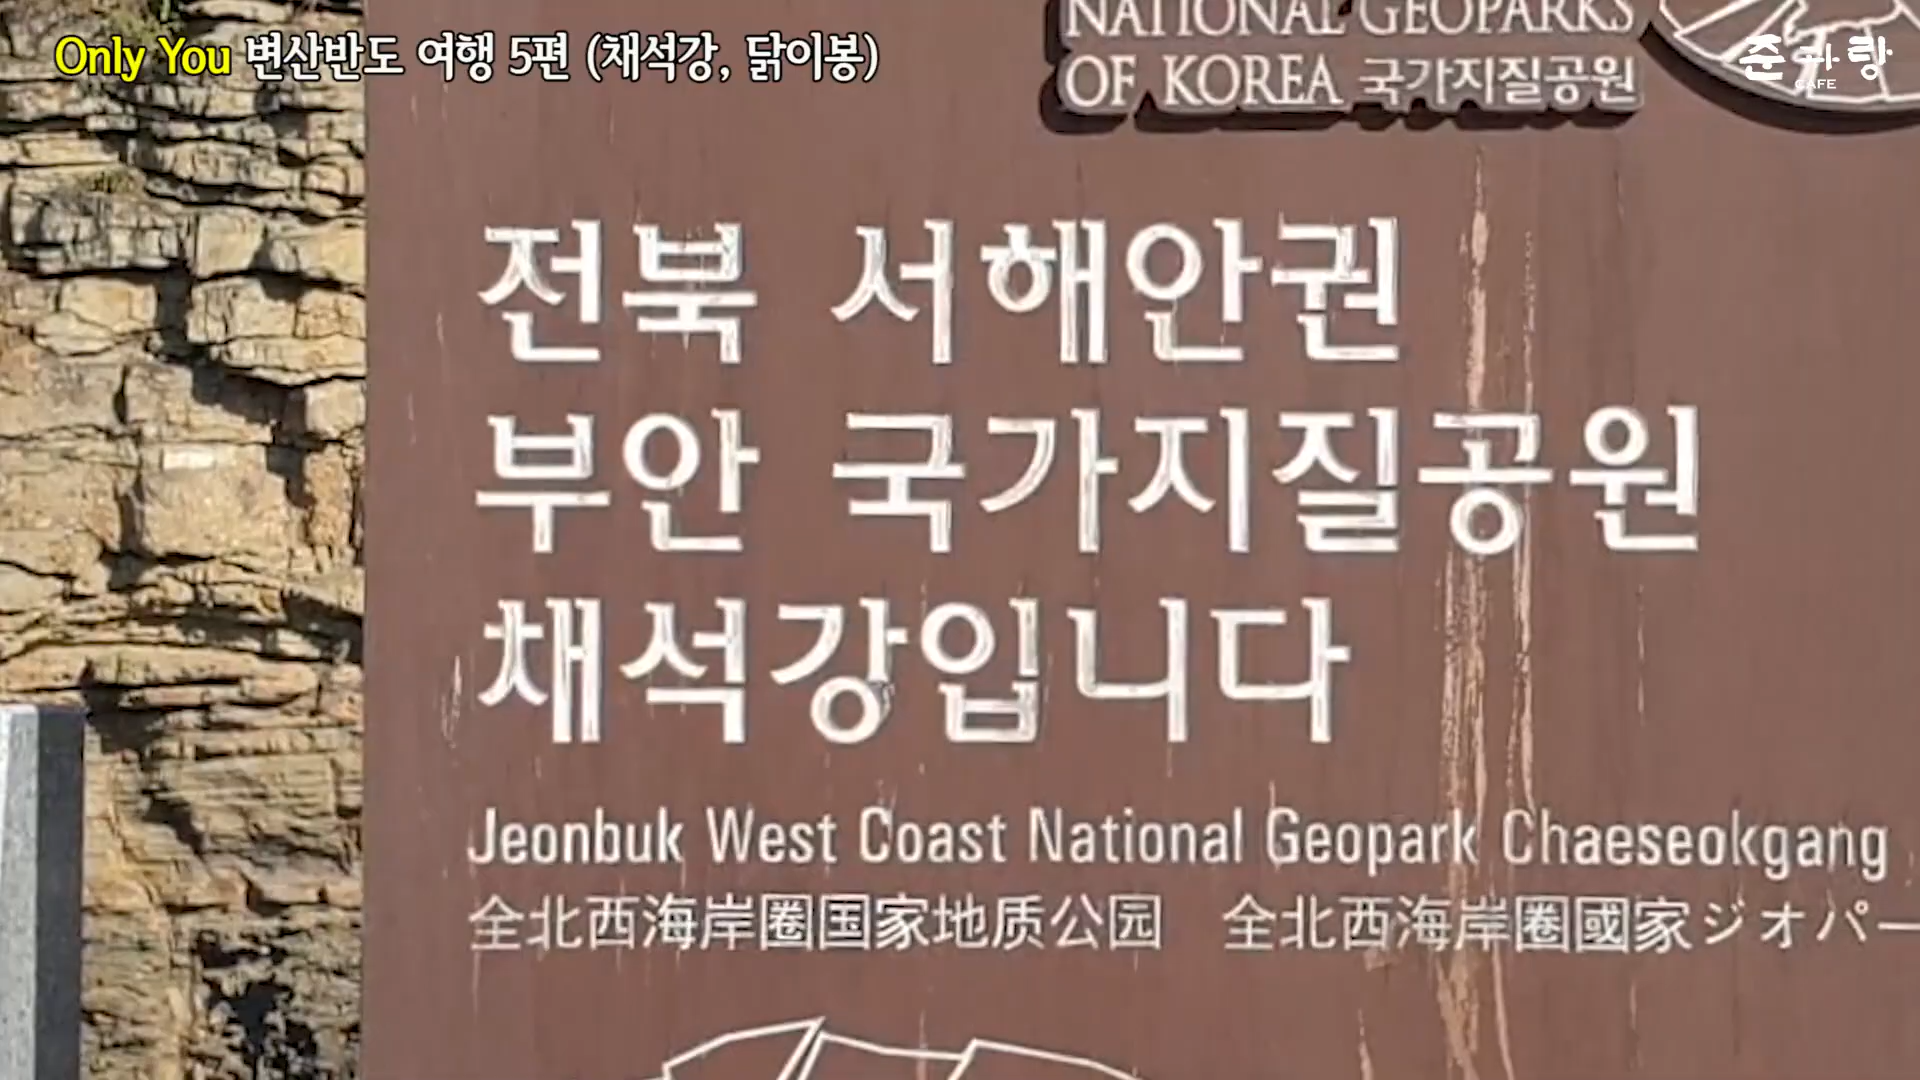 Only You 변산반도 여행 5편 (채석강, 닭이봉)
NATIONAL GEOPARKS
OF KOREA 국가지질공원
준파랑
CAFE
전북 서해안권
부안 국가지질공원
채석강입니다
Jeonbuk West Coast National Geopark Chaeseokgang
全北西海岸圈国家地质公园 全北西海岸圈國家ジオパー